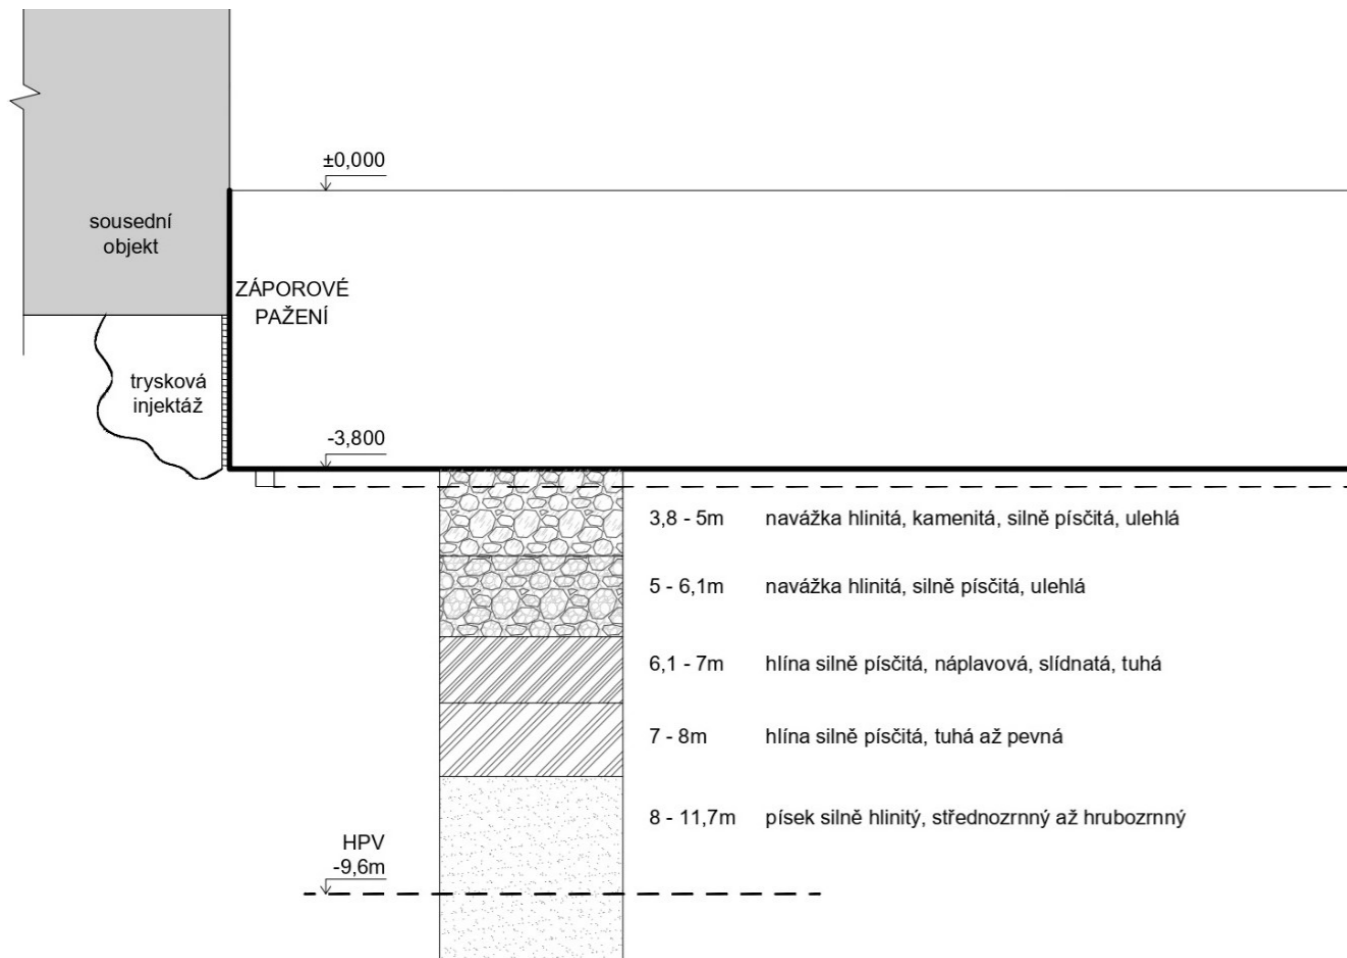 ±0,000
sousední
objekt
ZÁPOROVÉ
PAŽENÍ
trysková
injektáž
-3,800
3,8 - 5m navážka hlinitá, kamenitá, silně písčitá, ulehlá
5 - 6,1m navážka hlinitá, silně písčitá, ulehlá
6,1 - 7m hlína silně písčitá, náplavová, slídnatá, tuhá
7 - 8m hlína silně písčitá, tuhá až pevná
8 - 11,7m písek silně hlinitý, střednozrnný až hrubozrnný
HPV
-9,6m